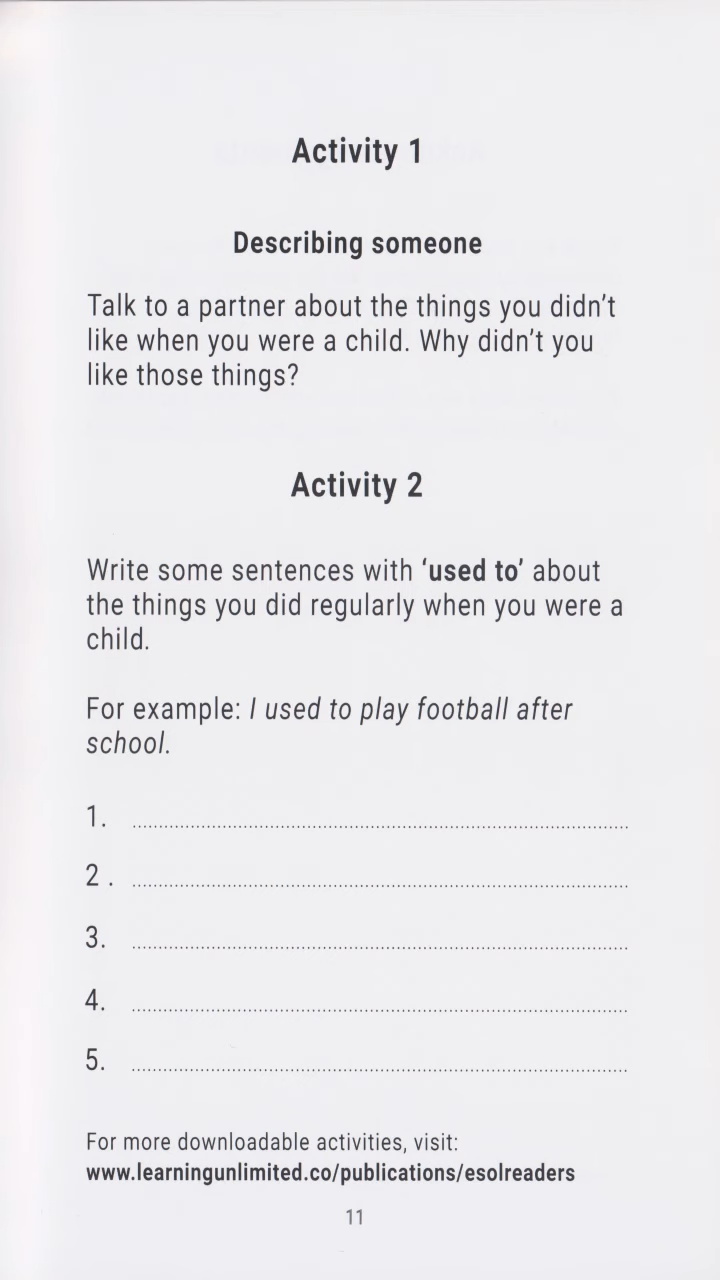 Activity 1
Describing someone
Talk to a partner about the things you didn’t
like when you were a child. Why didn’t you
like those things?
Activity 2
Write some sentences with ‘used to’ about
the things you did regularly when you were a
child.
For example: I used to play football after
school.
1. ....................................................................
2 . ....................................................................
3. ....................................................................
4. ....................................................................
5. ....................................................................
For more downloadable activities, visit:
www.learningunlimited.co/publications/esolreaders
11